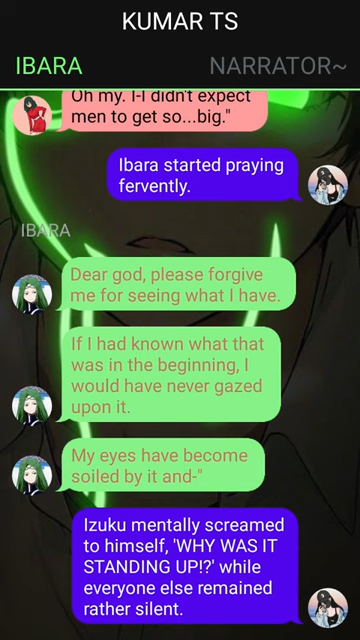 KUMAR TS
IBARA NARRATOR~
Oh my. I-I didn't expect
men to get so...big."
Ibara started praying
fervently.
IBARA
Dear god, please forgive
me for seeing what I have.
If I had known what that
was in the beginning, I
would have never gazed
upon it.
My eyes have become
soiled by it and-"
Izuku mentally screamed
to himself, 'WHY WAS IT
STANDING UP!?' while
everyone else remained
rather silent.